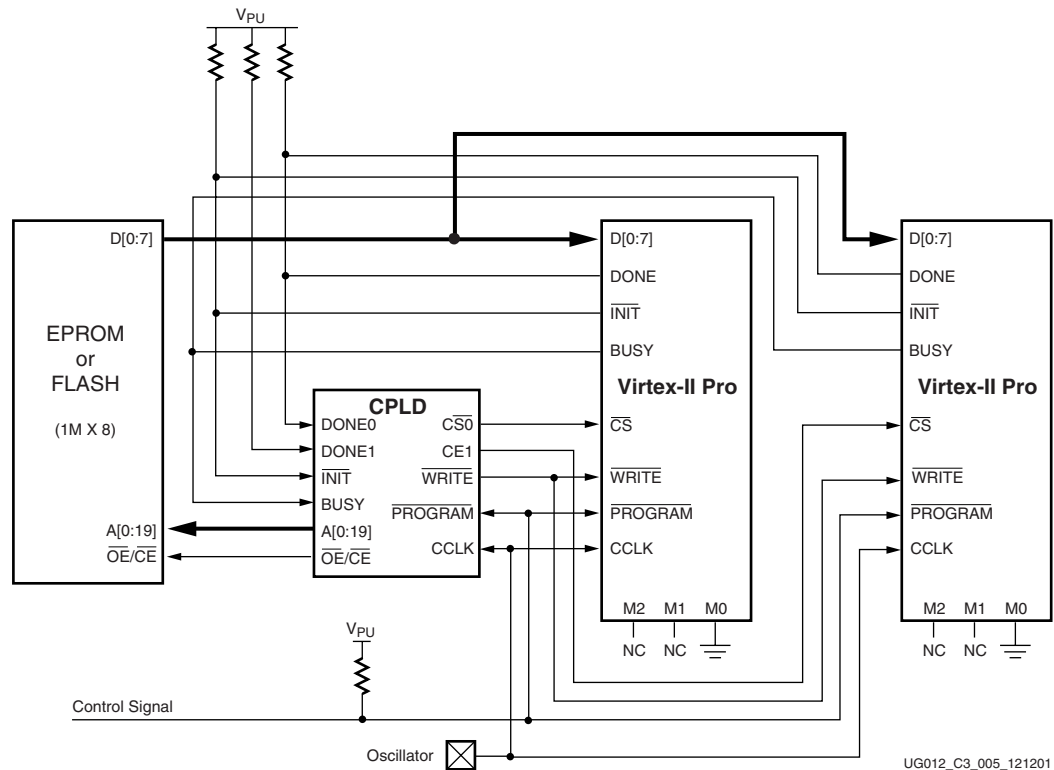 VPU
D[0:7]
EPROM
or
FLASH
(1M X 8)
A[0:19]
OE/CE
CPLD
DONE0
DONE1
INIT
BUSY
A[0:19]
OE/CE
CS0
CE1
WRITE
PROGRAM
CCLK
D[0:7]
DONE
INIT
BUSY
Virtex-II Pro
CS
WRITE
PROGRAM
CCLK
M2 M1 M0
NC NC
D[0:7]
DONE
INIT
BUSY
Virtex-II Pro
CS
WRITE
PROGRAM
CCLK
M2 M1 M0
NC NC
VPU
Control Signal
Oscillator
UG012_C3_005_121201